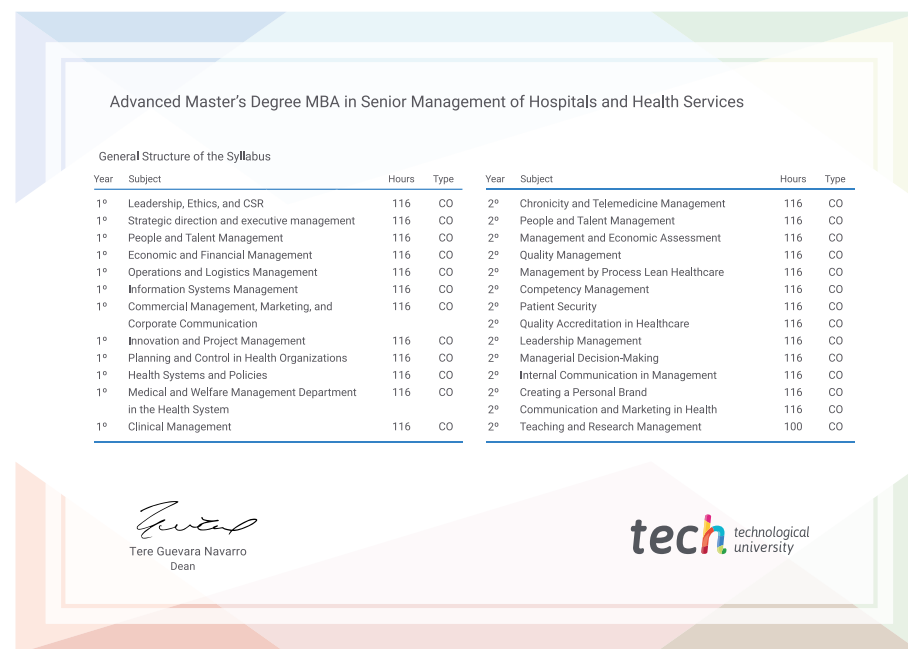 Advanced Master's Degree MBA in Senior Management of Hospitals and Health Services
General Structure of the Syllabus
Year Subject Hours Type
1º Leadership, Ethics, and CSR 116 CO
1º Strategic direction and executive management 116 CO
1º People and Talent Management 116 CO
1º Economic and Financial Management 116 CO
1º Operations and Logistics Management 116 CO
1º Information Systems Management 116 CO
1º Commercial Management, Marketing, and 116 CO
Corporate Communication
1º Innovation and Project Management 116 CO
1º Planning and Control in Health Organizations 116 CO
1º Health Systems and Policies 116 CO
1º Medical and Welfare Management Department 116 CO
in the Health System
1º Clinical Management 116 CO
Year Subject Hours Type
2º Chronicity and Telemedicine Management 116 CO
2º People and Talent Management 116 CO
2º Management and Economic Assessment 116 CO
2º Quality Management 116 CO
2º Management by Process Lean Healthcare 116 CO
2º Competency Management 116 CO
2º Patient Security 116 CO
2º Quality Accreditation in Healthcare 116 CO
2º Leadership Management 116 CO
2º Managerial Decision-Making 116 CO
2º Internal Communication in Management 116 CO
2º Creating a Personal Brand 116 CO
2º Communication and Marketing in Health 116 CO
2º Teaching and Research Management 100 CO
Tere Guevara Navarro
Dean
tech technological
university